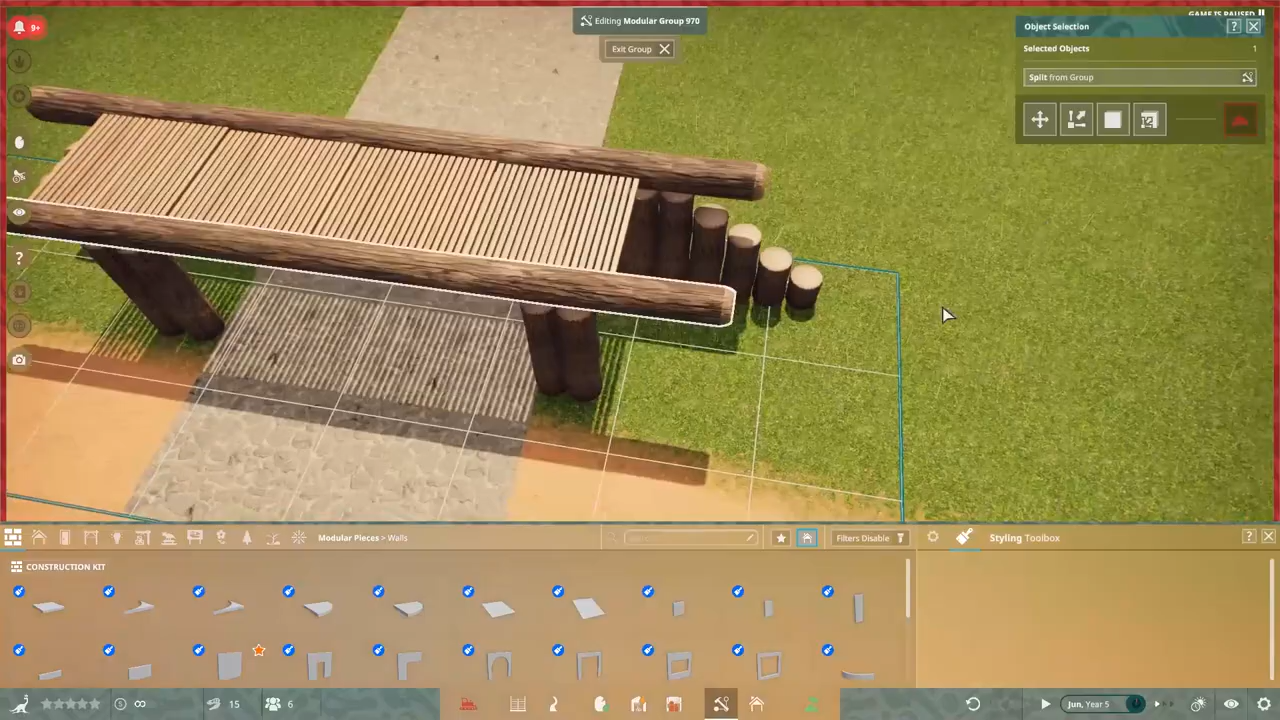 9+
Editing Modular Group 970
Exit Group
GAME IS PAUSED
Object Selection
?
Selected Objects 1
Split from Group
?
Modular Pieces > Walls
Filters Disable
Styling Toolbox
?
CONSTRUCTION KIT
∞
15
6
Jun, Year 5